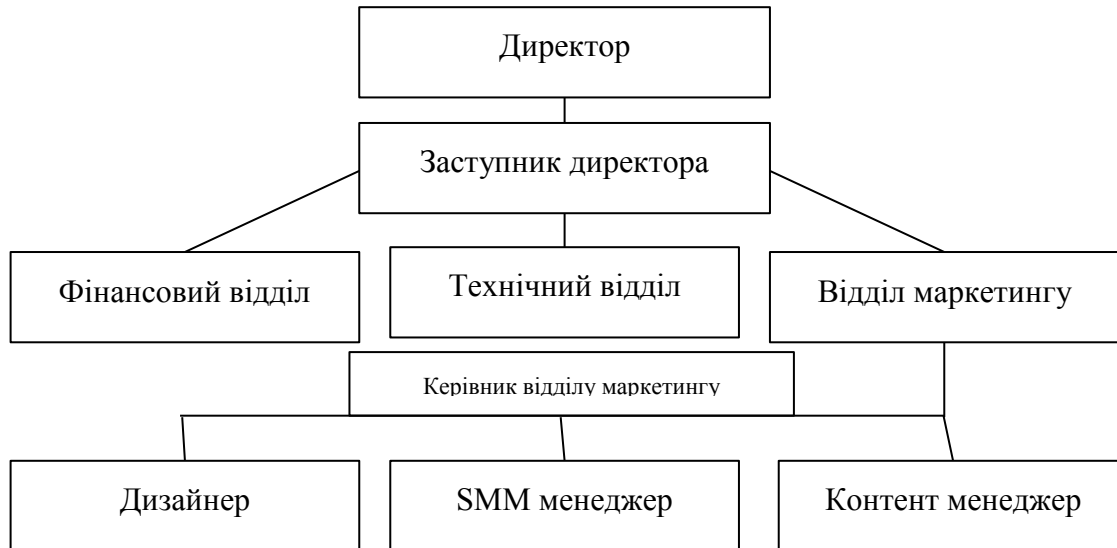 Директор
Заступник директора
Фінансовий відділ
Технічний відділ
Відділ маркетингу
Керівник відділу маркетингу
Дизайнер
SMM менеджер
Контент менеджер